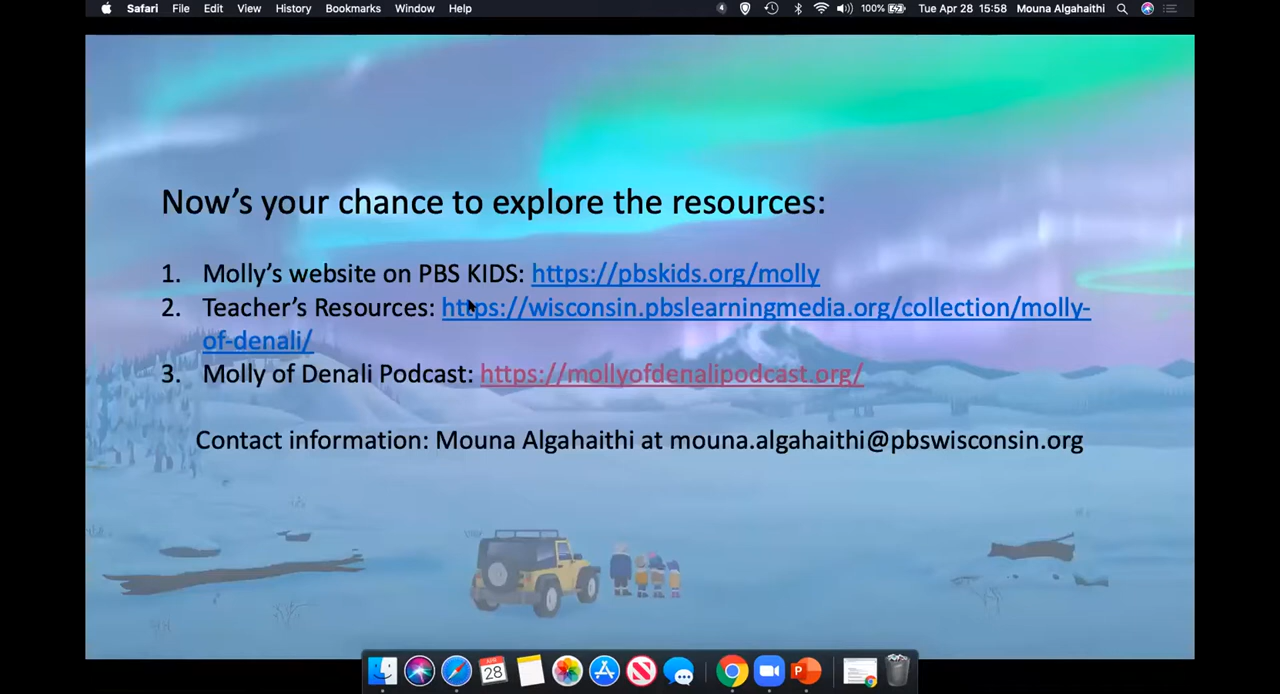 Safari File Edit View History Bookmarks Window Help 4 100% Tue Apr 28 15:58 Mouna Algahaithi
Now's your chance to explore the resources:
1. Molly's website on PBS KIDS: https://pbskids.org/molly
2. Teacher's Resources: https://wisconsin.pbslearningmedia.org/collection/molly-
of-denali/
3. Molly of Denali Podcast: https://mollyofdenalipodcast.org/
Contact information: Mouna Algahaithi at mouna.algahaithi@pbswisconsin.org
APR
28